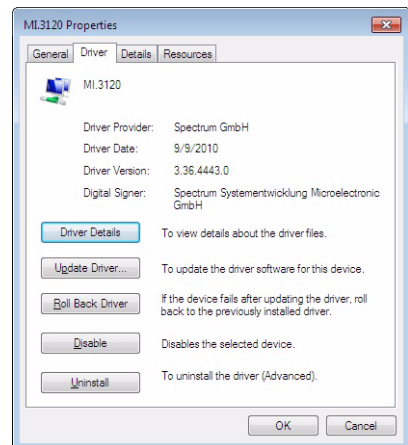 MI.3120 Properties
General Driver Details Resources
MI.3120
Driver Provider: Spectrum GmbH
Driver Date: 9/9/2010
Driver Version: 3.36.4443.0
Digital Signer: Spectrum Systementwicklung Microelectronic
GmbH
Driver Details To view details about the driver files.
Update Driver... To update the driver software for this device.
Roll Back Driver If the device fails after updating the driver, roll
back to the previously installed driver.
Disable Disables the selected device.
Uninstall To uninstall the driver (Advanced).
OK Cancel